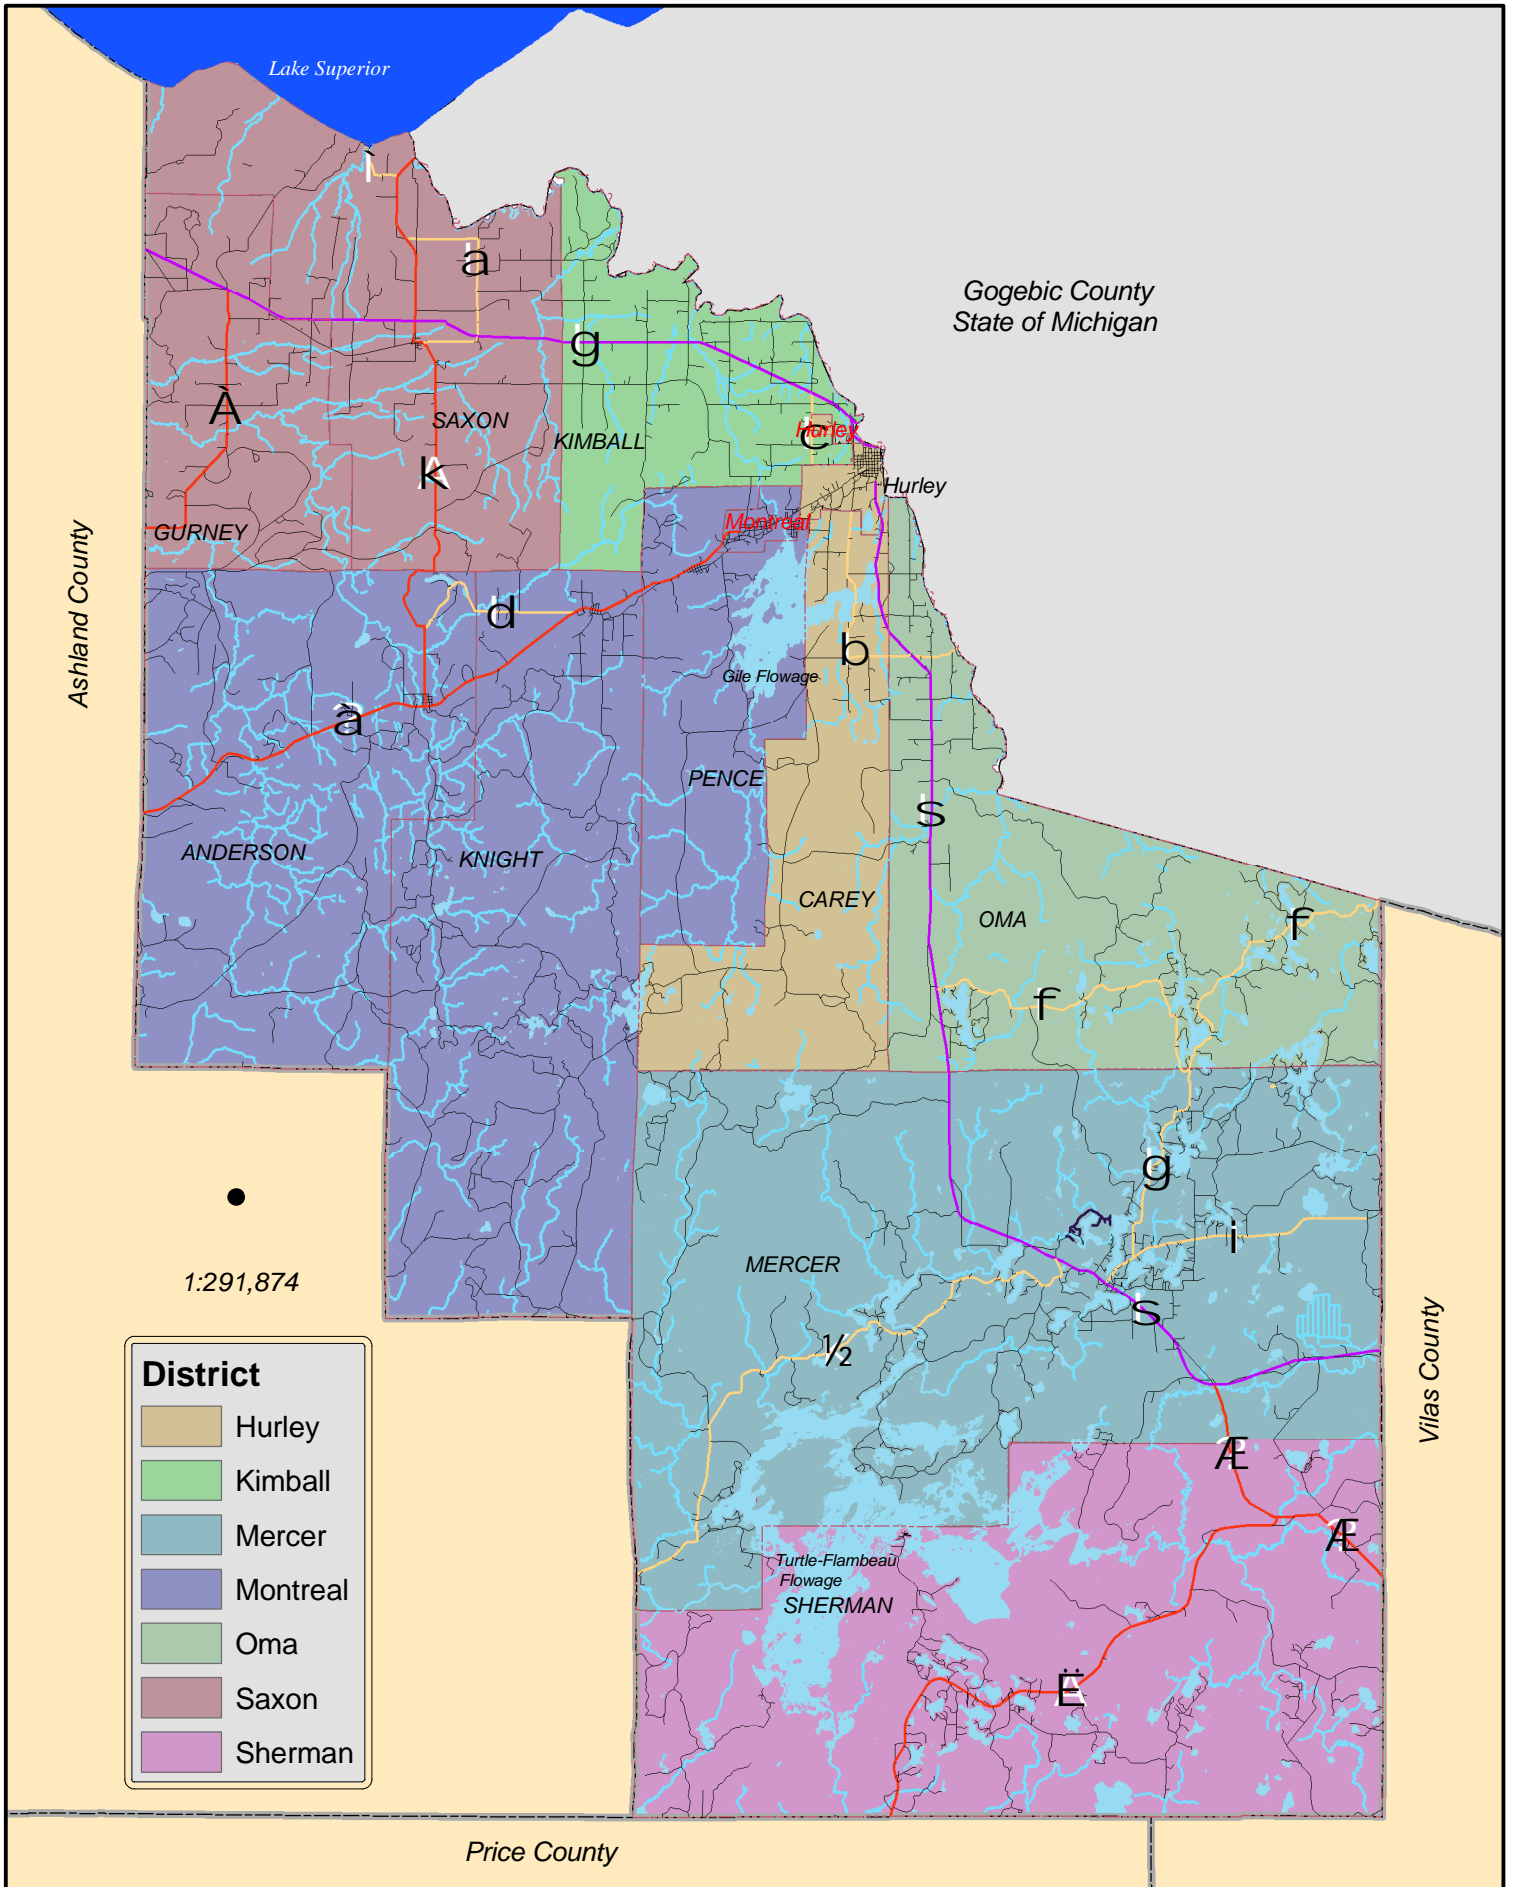 Lake Superior
Ì
a
Gogebic County
State of Michigan
g
À
SAXON
KIMBALL
C
Hurley
k
Hurley
GURNEY
Montreal
Ashland County
d
b
Gile Flowage
à
PENCE
s
ANDERSON
KNIGHT
CAREY
OMA
f
f
g
i
MERCER
1:291,874
s
½
Vilas County
District
Hurley
Kimball
Mercer
Montreal
Oma
Saxon
Sherman
Æ
Æ
Turtle-Flambeau
Flowage
SHERMAN
Ë
Price County